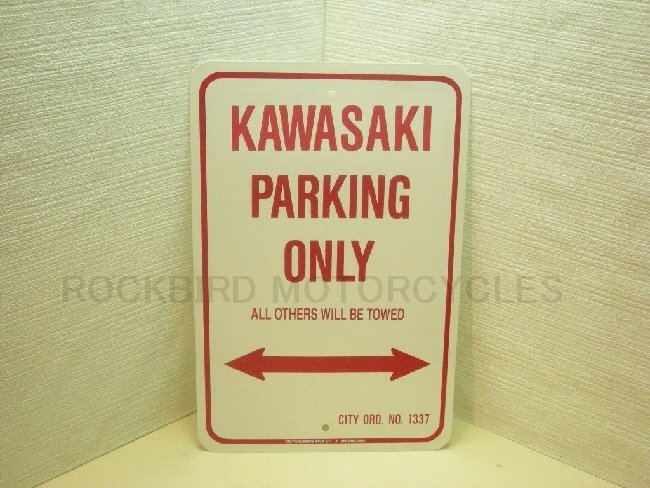 KAWASAKI
PARKING
ONLY
ROCKBIRD MOTORCYCLES
ALL OTHERS WILL BE TOWED
CITY ORD. NO. 1337